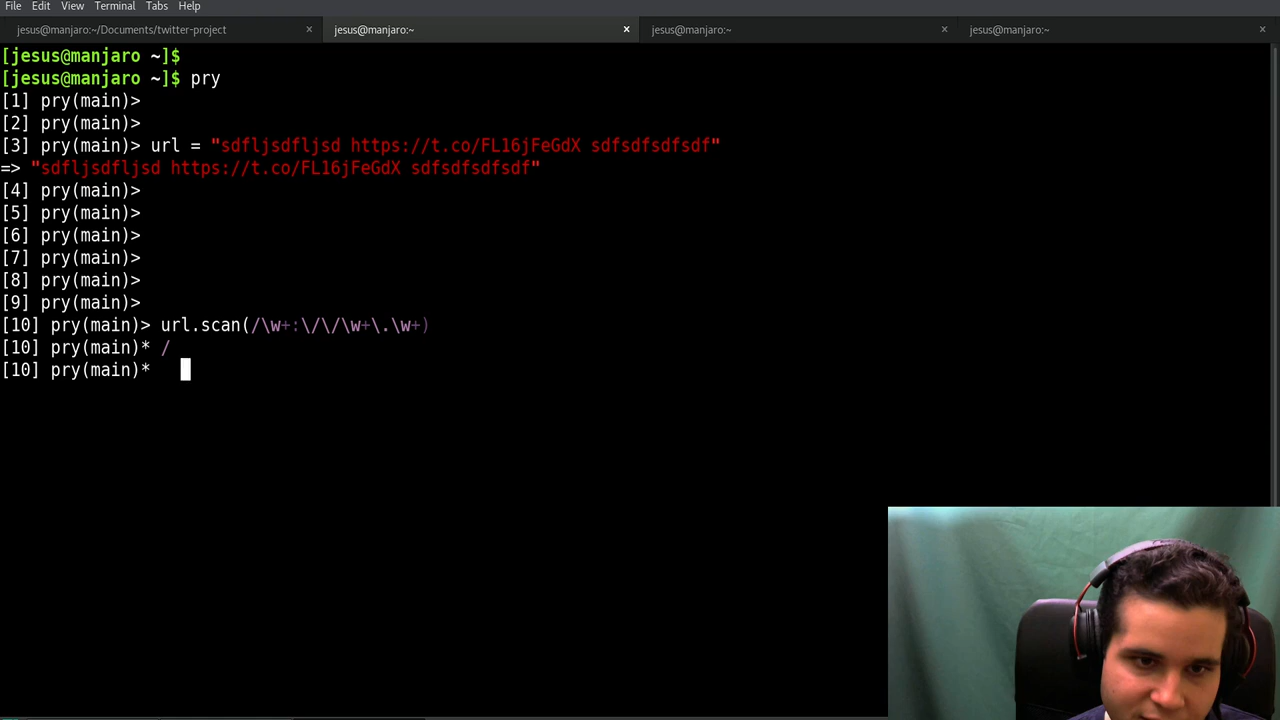 File Edit View Terminal Tabs Help
jesus@manjaro:~/Documents/twitter-project × jesus@manjaro:~ × jesus@manjaro:~ × jesus@manjaro:~ ×
[jesus@manjaro ~]$
[jesus@manjaro ~]$ pry
[1] pry(main)>
[2] pry(main)>
[3] pry(main)> url = "sdfljsdfljsd https://t.co/FL16jFeGdX sdfsdfsdfsdf"
=> "sdfljsdfljsd https://t.co/FL16jFeGdX sdfsdfsdfsdf"
[4] pry(main)>
[5] pry(main)>
[6] pry(main)>
[7] pry(main)>
[8] pry(main)>
[9] pry(main)>
[10] pry(main)> url.scan(/\w+:\/\/\w+\.\w+)
[10] pry(main)* /
[10] pry(main)*